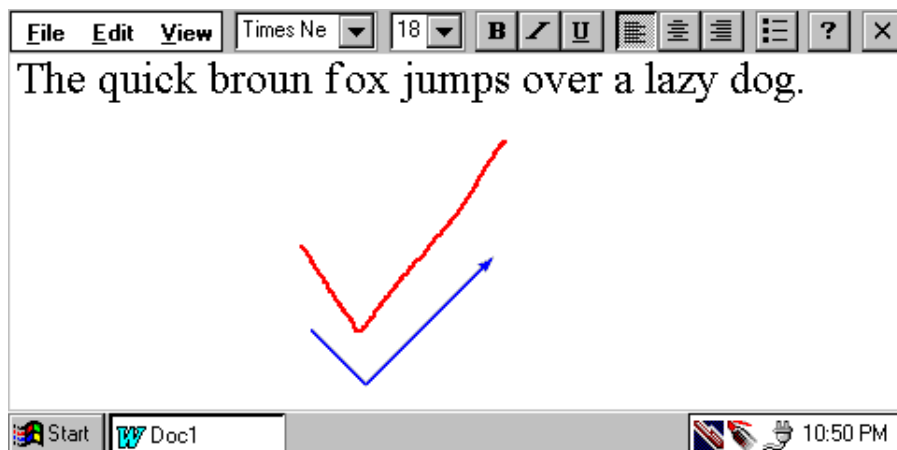 File Edit View Times Ne 18 B I U ? ×
The quick broun fox jumps over a lazy dog.
Start Doc1 10:50 PM